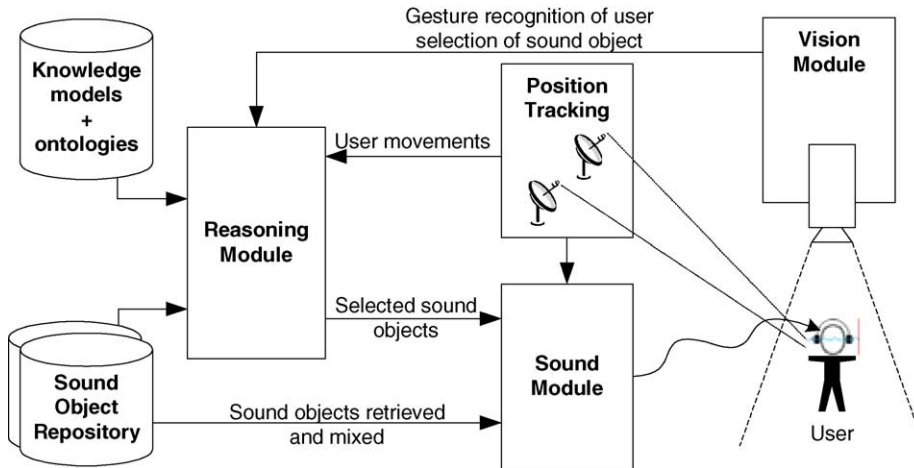 Gesture recognition of user
selection of sound object
Vision
Module
Knowledge
models
+
ontologies
Position
Tracking
User movements
Reasoning
Module
Selected sound
objects
Sound
Module
Sound
Object
Repository
Sound objects retrieved
and mixed
User